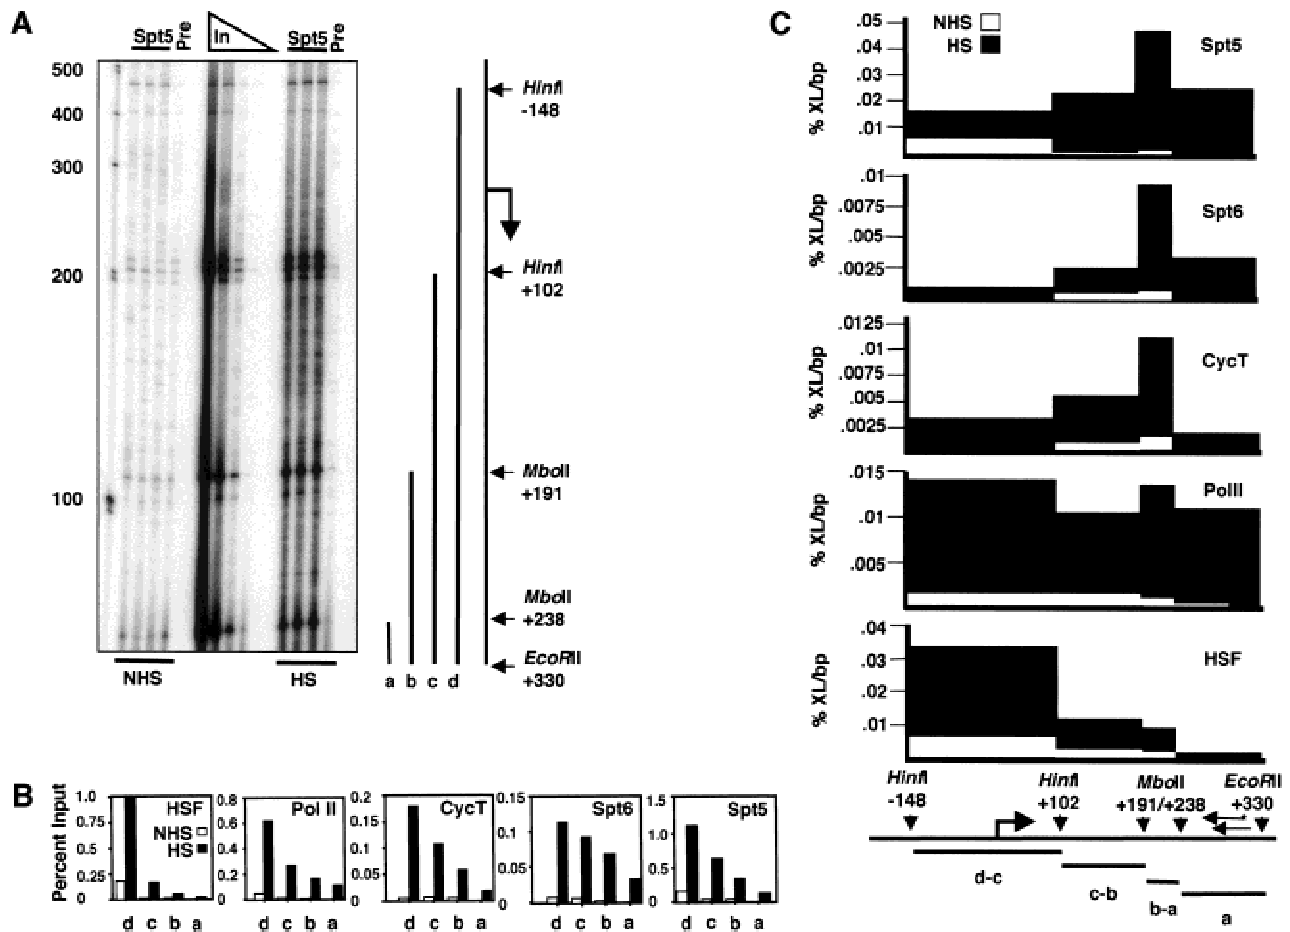 A
Spt5 Pre In Spt5 Pre
500
400
300
200
100
NHS HS
HinfI
-148
HinfI
+102
MboII
+191
MboII
+238
EcoRII
+330
a b c d
B
Percent Input
1.0
0.75
0.5
0.25
0
HSF
NHS
HS
d c b a
0.8
0.6
0.4
0.2
0
Pol II
d c b a
0.2
0.1
0
CycT
d c b a
0.15
0.1
0.05
0
Spt6
d c b a
1.5
1.0
0.5
0
Spt5
d c b a
C
NHS
HS
% XL/bp
.05
.04
.03
.02
.01
Spt5
% XL/bp
.01
.0075
.005
.0025
Spt6
% XL/bp
.0125
.01
.0075
.005
.0025
CycT
% XL/bp
.015
.01
.005
PolII
% XL/bp
.04
.03
.02
.01
HSF
HinfI HinfI MboII EcoRII
-148 +102 +191/+238 +330
d-c
c-b
b-a
a